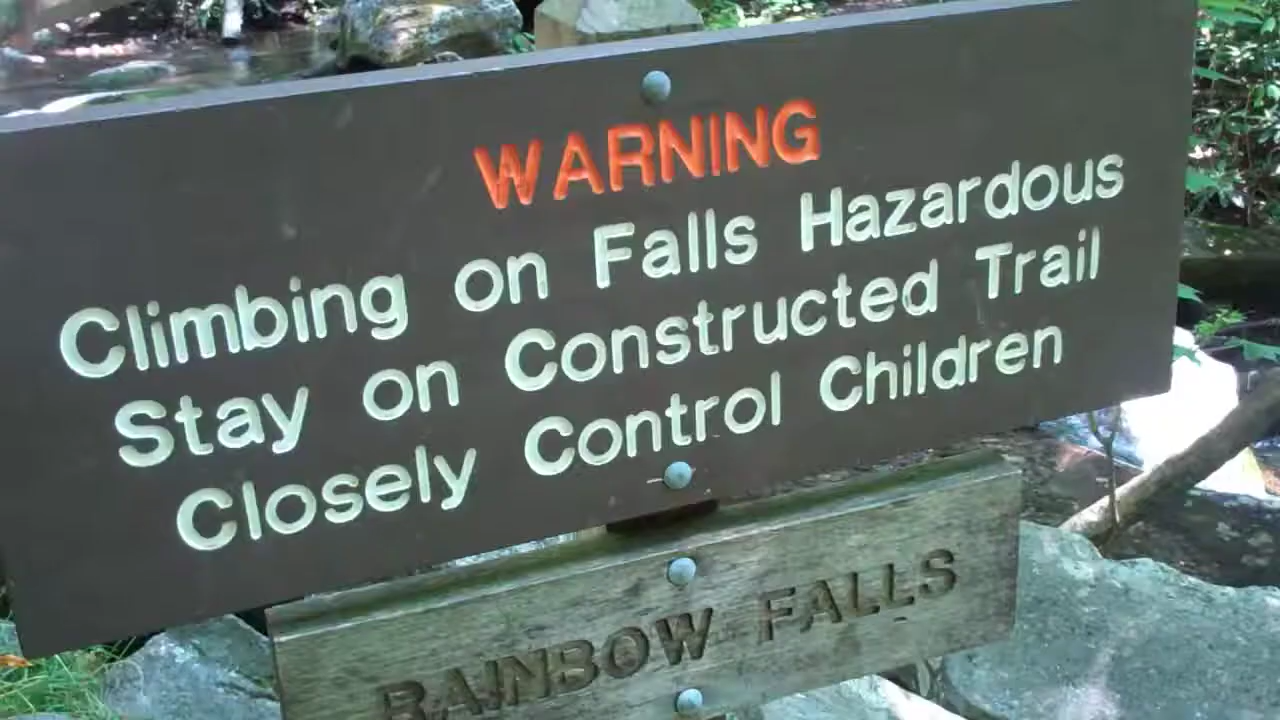 WARNING
Climbing on Falls Hazardous
Stay on Constructed Trail
Closely Control Children
RAINBOW FALLS